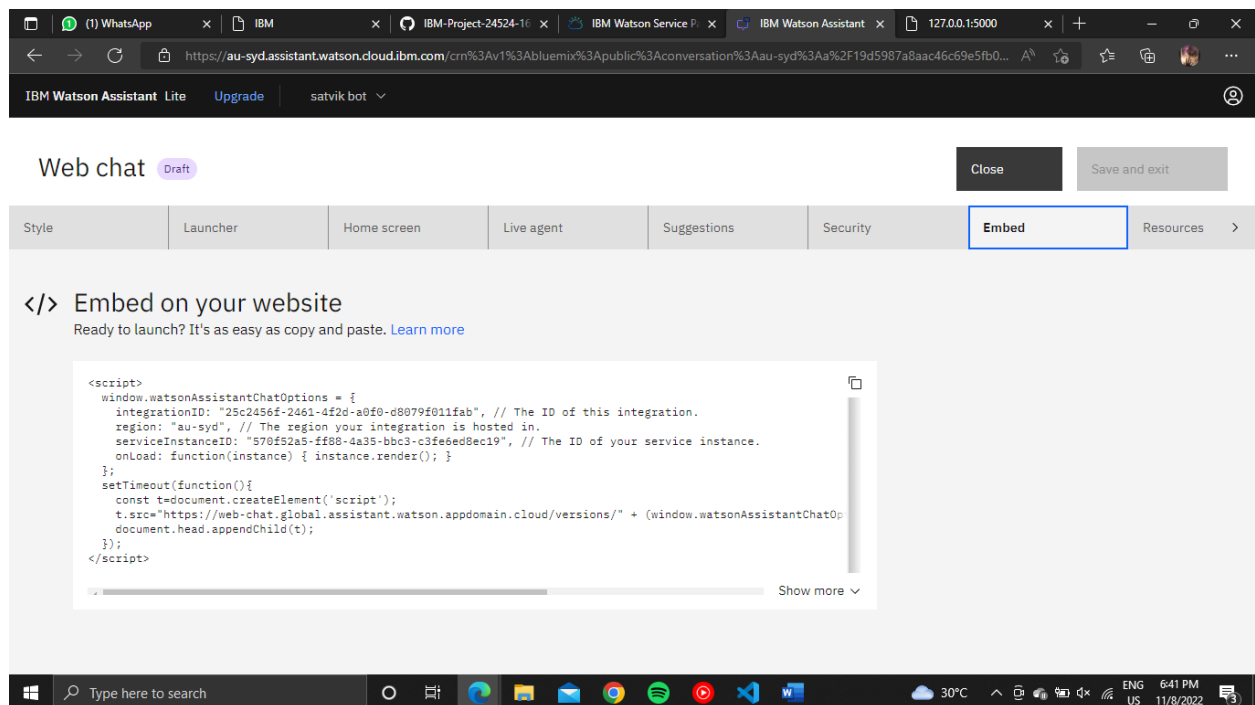 (1) WhatsApp
IBM
IBM-Project-24524-16
IBM Watson Service P
IBM Watson Assistant
127.0.0.1:5000
https://au-syd.assistant.watson.cloud.ibm.com/crn%3Av1%3Abluemix%3Apublic%3Aconversation%3Aau-syd%3Aa%2F19d5987a8aac46c69e5fb0...
IBM Watson Assistant Lite
Upgrade
satvik bot
Web chat
Draft
Close
Save and exit
Style
Launcher
Home screen
Live agent
Suggestions
Security
Embed
Resources
</> Embed on your website
Ready to launch? It's as easy as copy and paste. Learn more
<script>
window.watsonAssistantChatOptions = {
integrationID: "25c2456f-2461-4f2d-a0f0-d8079f011fab", // The ID of this integration.
region: "au-syd", // The region your integration is hosted in.
serviceInstanceID: "570f52a5-ff88-4a35-bbc3-c3fe6ed8ec19", // The ID of your service instance.
onLoad: function(instance) { instance.render(); }
};
setTimeout(function(){
const t=document.createElement('script');
t.src="https://web-chat.global.assistant.watson.appdomain.cloud/versions/" + (window.watsonAssistantChatOp
document.head.appendChild(t);
});
</script>
Show more
Type here to search
30°C
ENG
US
6:41 PM
11/8/2022
3